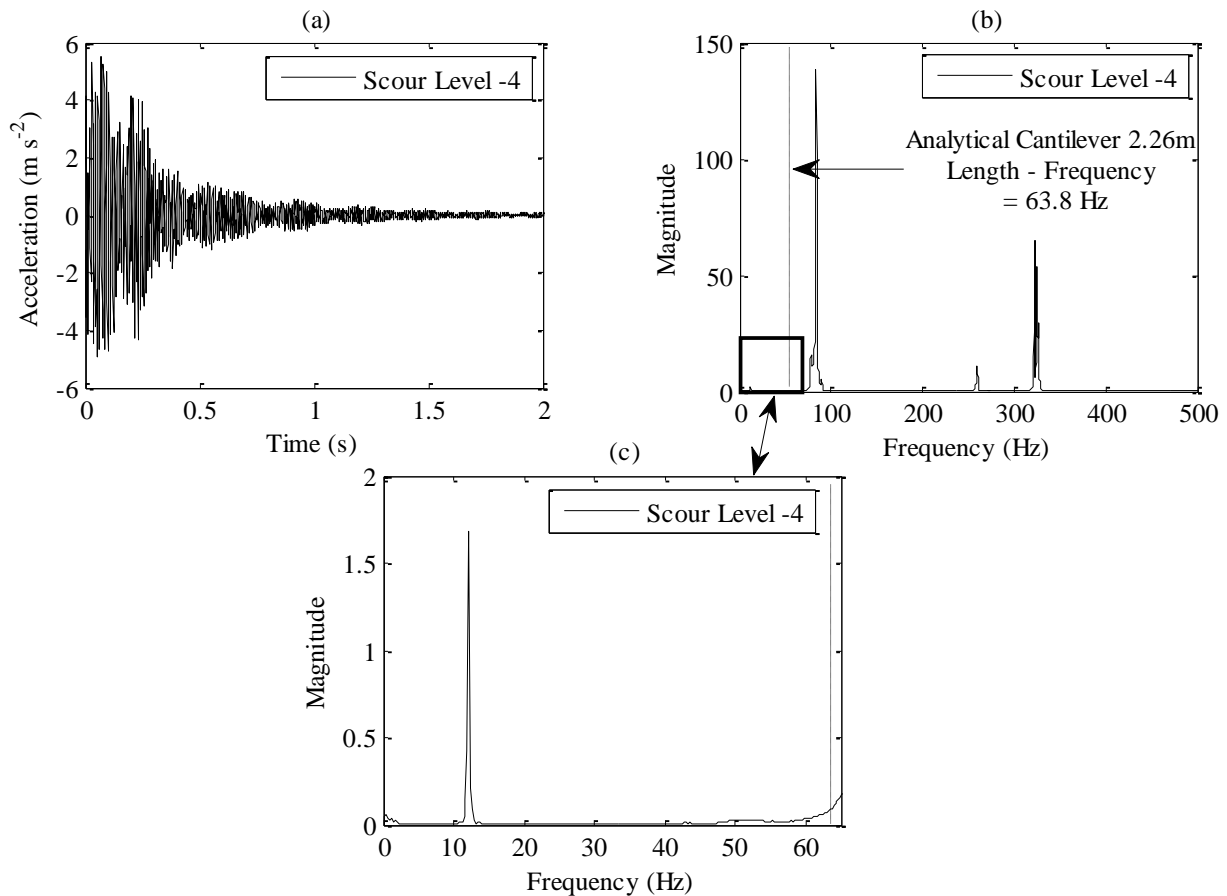 (a)
6
4
2
0
-2
-4
-6
0
0.5
1
1.5
2
Acceleration (m s⁻²)
Time (s)
Scour Level -4
(b)
150
100
50
0
0
100
200
300
400
500
Magnitude
Frequency (Hz)
Scour Level -4
Analytical Cantilever 2.26m
Length - Frequency
= 63.8 Hz
(c)
2
1.5
1
0.5
0
0
10
20
30
40
50
60
Magnitude
Frequency (Hz)
Scour Level -4